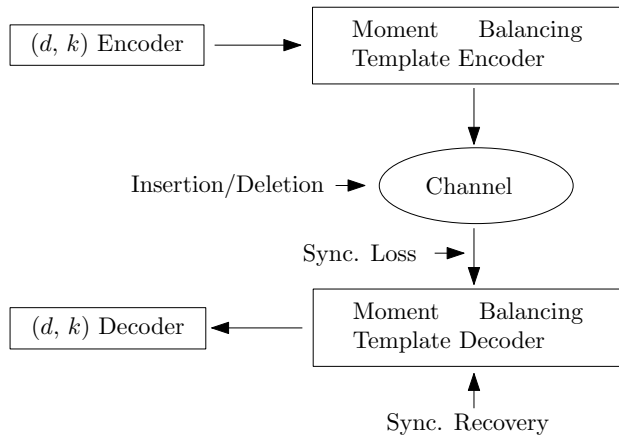 (d, k) Encoder
Moment Balancing
Template Encoder
Insertion/Deletion
Channel
Sync. Loss
(d, k) Decoder
Moment Balancing
Template Decoder
Sync. Recovery